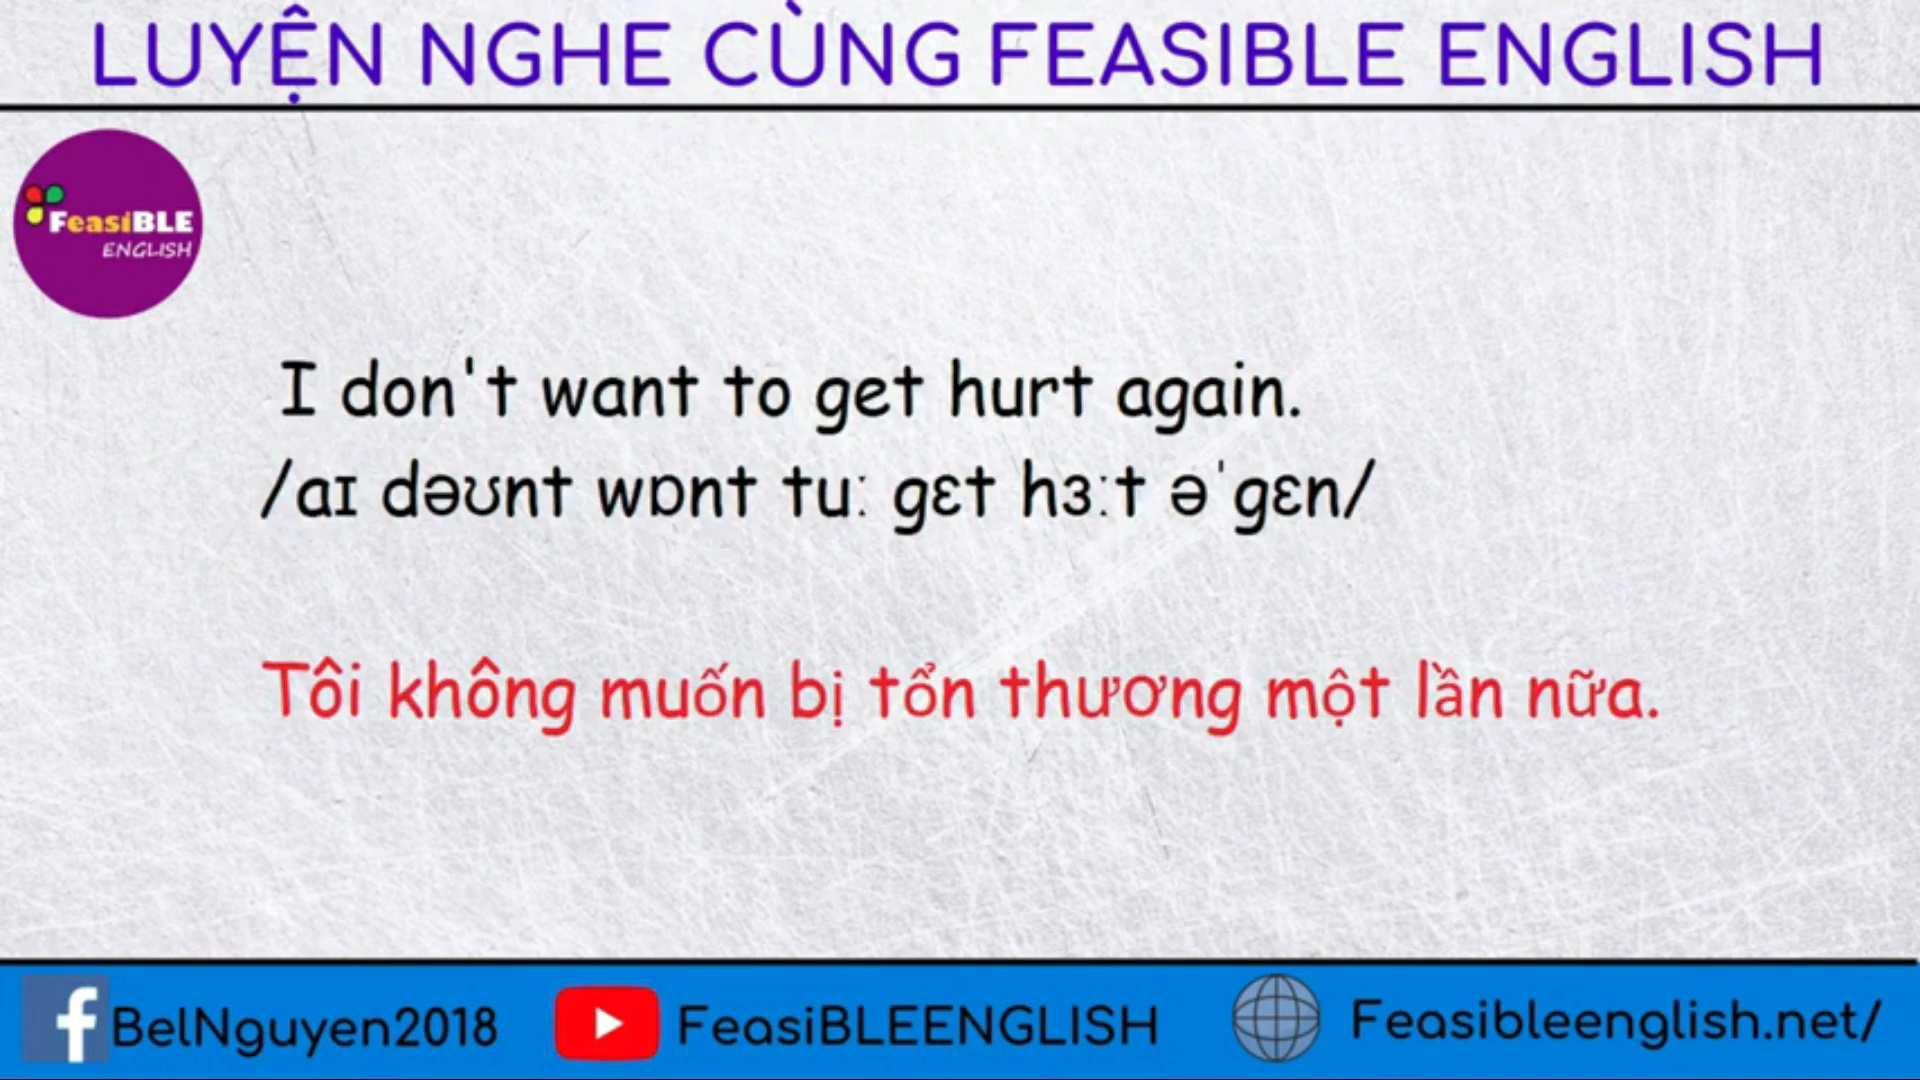 LUYỆN NGHE CÙNG FEASIBLE ENGLISH
FeasiBLE
ENGLISH
I don't want to get hurt again.
/aɪ dəʊnt wɒnt tuː gɛt hɜːt əˈgɛn/
Tôi không muốn bị tổn thương một lần nữa.
BelNguyen2018
FeasiBLEENGLISH
Feasibleenglish.net/